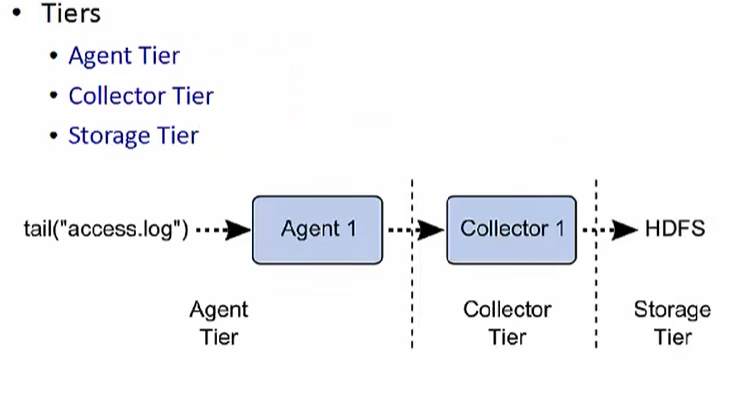 • Tiers
• Agent Tier
• Collector Tier
• Storage Tier
tail("access.log")
Agent 1
Collector 1
HDFS
Agent
Tier
Collector
Tier
Storage
Tier